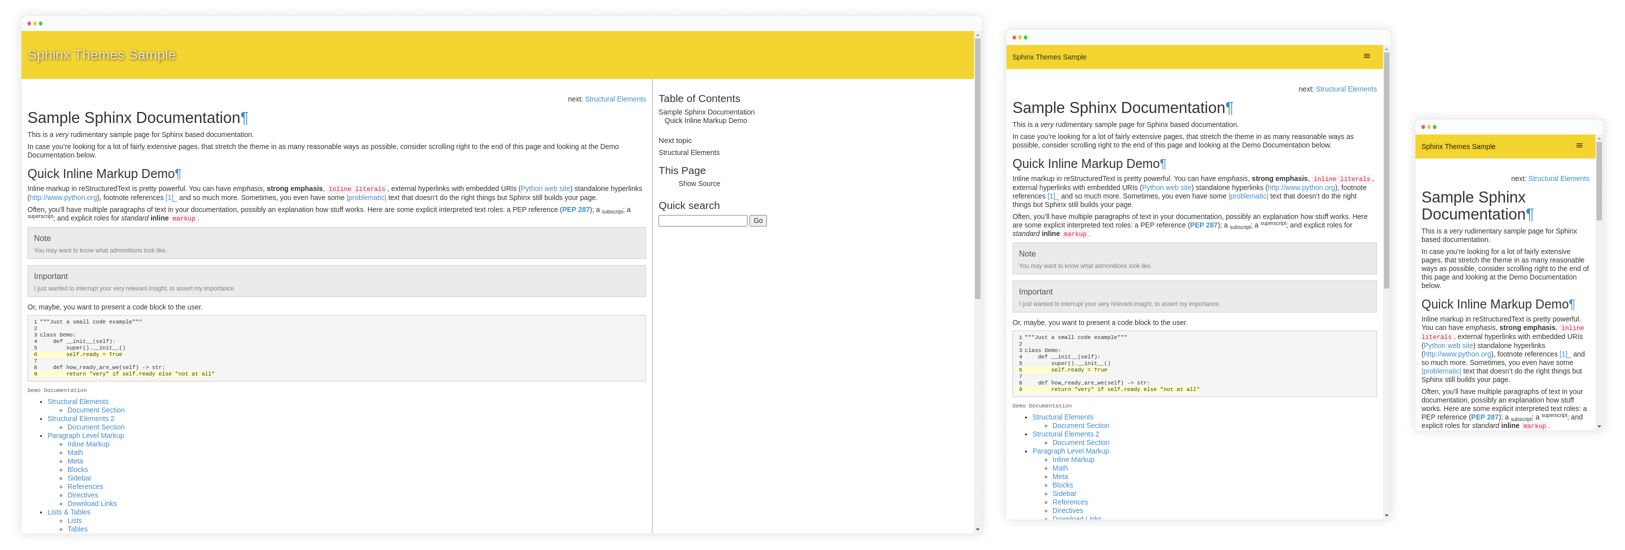 Sphinx Themes Sample
next: Structural Elements
Sample Sphinx Documentation¶
This is a very rudimentary sample page for Sphinx based documentation.
In case you're looking for a lot of fairly extensive pages, that stretch the theme in as many reasonable ways as possible, consider scrolling right to the end of this page and looking at the Demo
Documentation below.
Quick Inline Markup Demo¶
Inline markup in reStructuredText is pretty powerful. You can have emphasis, strong emphasis, inline literals, external hyperlinks with embedded URIs (Python web site) standalone hyperlinks
(http://www.python.org), footnote references [1]_ and so much more. Sometimes, you even have some |problematic| text that doesn't do the right things but Sphinx still builds your page.
Often, you'll have multiple paragraphs of text in your documentation, possibly an explanation how stuff works. Here are some explicit interpreted text roles: a PEP reference (PEP 287); a subscript; a
superscript; and explicit roles for standard inline markup.
Note
You may want to know what admonitions look like.
Important
I just wanted to interrupt your very relevant insight, to assert my importance.
Or, maybe, you want to present a code block to the user.
1 """Just a small code example"""
2
3 class Demo:
4     def __init__(self):
5         super().__init__()
6         self.ready = True
7
8     def how_ready_are_we(self) -> str:
9         return "very" if self.ready else "not at all"
Demo Documentation
Structural Elements
Document Section
Structural Elements 2
Document Section
Paragraph Level Markup
Inline Markup
Math
Meta
Blocks
Sidebar
References
Directives
Download Links
Lists & Tables
Lists
Tables
Table of Contents
Sample Sphinx Documentation
Quick Inline Markup Demo
Next topic
Structural Elements
This Page
Show Source
Quick search
Go
Sphinx Themes Sample
next: Structural Elements
Sample Sphinx Documentation¶
This is a very rudimentary sample page for Sphinx based documentation.
In case you're looking for a lot of fairly extensive pages, that stretch the theme in as many reasonable ways as
possible, consider scrolling right to the end of this page and looking at the Demo Documentation below.
Quick Inline Markup Demo¶
Inline markup in reStructuredText is pretty powerful. You can have emphasis, strong emphasis, inline literals,
external hyperlinks with embedded URIs (Python web site) standalone hyperlinks (http://www.python.org), footnote
references [1]_ and so much more. Sometimes, you even have some |problematic| text that doesn't do the right
things but Sphinx still builds your page.
Often, you'll have multiple paragraphs of text in your documentation, possibly an explanation how stuff works. Here
are some explicit interpreted text roles: a PEP reference (PEP 287); a subscript; a superscript; and explicit roles for
standard inline markup.
Note
You may want to know what admonitions look like.
Important
I just wanted to interrupt your very relevant insight, to assert my importance.
Or, maybe, you want to present a code block to the user.
1 """Just a small code example"""
2
3 class Demo:
4     def __init__(self):
5         super().__init__()
6         self.ready = True
7
8     def how_ready_are_we(self) -> str:
9         return "very" if self.ready else "not at all"
Demo Documentation
Structural Elements
Document Section
Structural Elements 2
Document Section
Paragraph Level Markup
Inline Markup
Math
Meta
Blocks
Sidebar
References
Directives
Download Links
Sphinx Themes Sample
next: Structural Elements
Sample Sphinx
Documentation¶
This is a very rudimentary sample page for Sphinx
based documentation.
In case you're looking for a lot of fairly extensive
pages, that stretch the theme in as many reasonable
ways as possible, consider scrolling right to the end of
this page and looking at the Demo Documentation
below.
Quick Inline Markup Demo¶
Inline markup in reStructuredText is pretty powerful.
You can have emphasis, strong emphasis, inline
literals, external hyperlinks with embedded URIs
(Python web site) standalone hyperlinks
(http://www.python.org), footnote references [1]_ and
so much more. Sometimes, you even have some
|problematic| text that doesn't do the right things but
Sphinx still builds your page.
Often, you'll have multiple paragraphs of text in your
documentation, possibly an explanation how stuff
works. Here are some explicit interpreted text roles: a
PEP reference (PEP 287); a subscript; a superscript; and
explicit roles for standard inline markup.